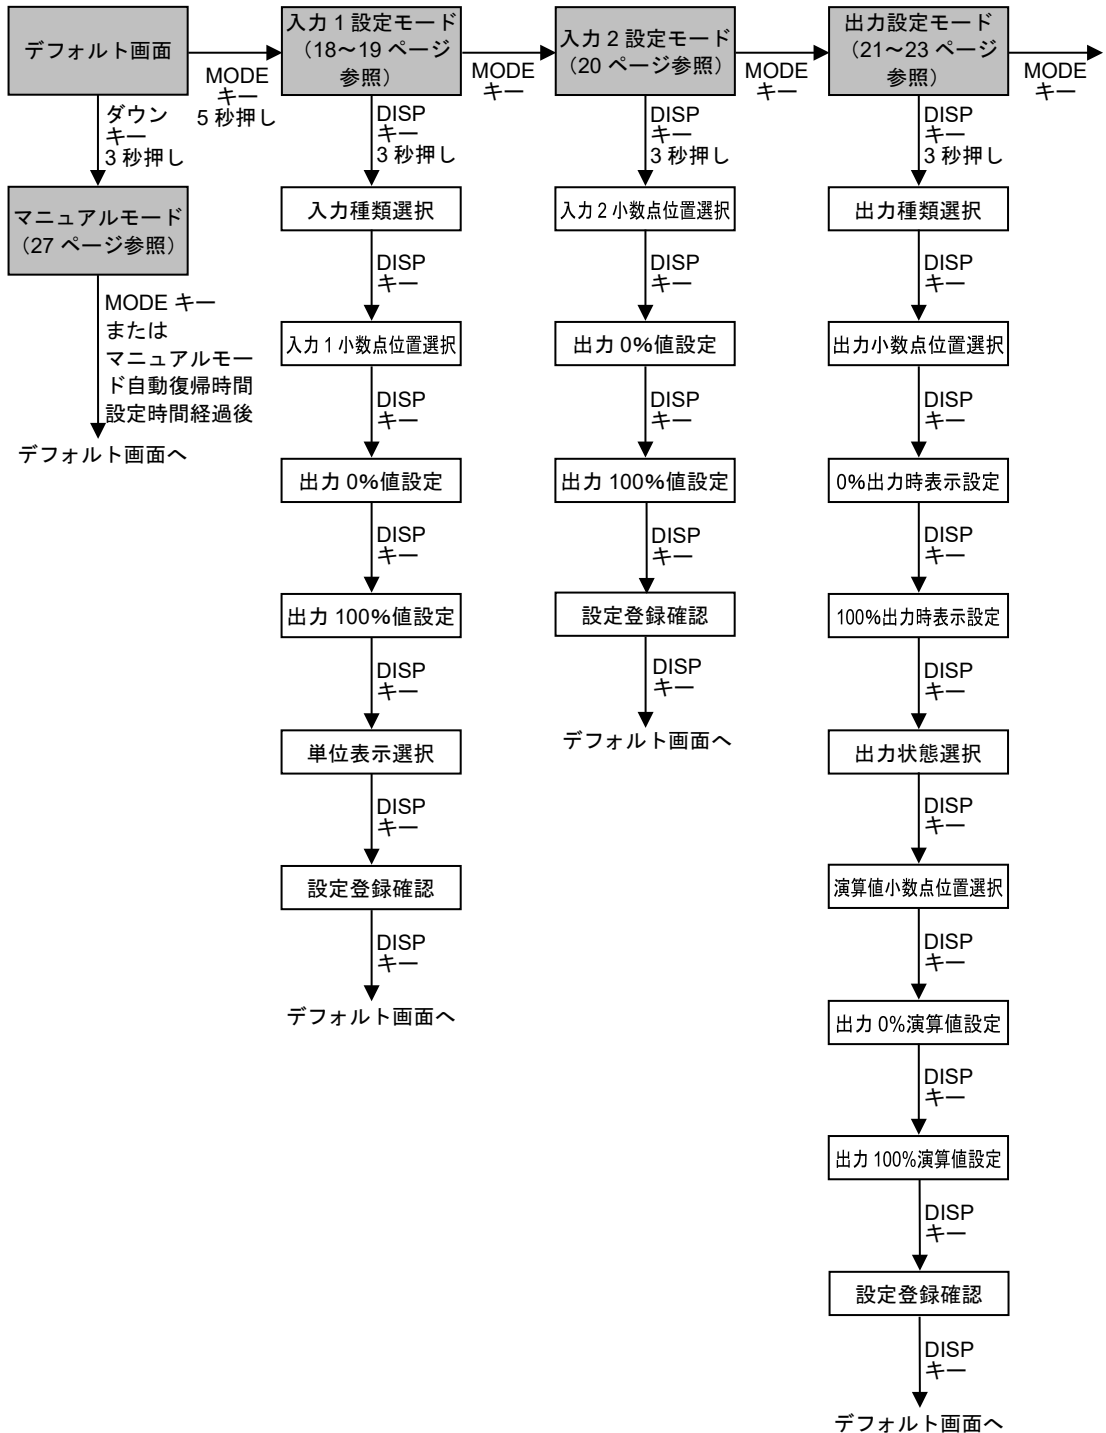 デフォルト画面
MODE
キー
5 秒押し
ダウン
キー
3 秒押し
マニュアルモード
（27 ページ参照）
MODE キー
または
マニュアルモー
ド自動復帰時間
設定時間経過後
デフォルト画面へ
入力 1 設定モード
（18～19 ページ
参照）
MODE
キー
DISP
キー
3 秒押し
入力種類選択
DISP
キー
入力 1 小数点位置選択
DISP
キー
出力 0%値設定
DISP
キー
出力 100%値設定
DISP
キー
単位表示選択
DISP
キー
設定登録確認
DISP
キー
デフォルト画面へ
入力 2 設定モード
（20 ページ参照）
MODE
キー
DISP
キー
3 秒押し
入力 2 小数点位置選択
DISP
キー
出力 0%値設定
DISP
キー
出力 100%値設定
DISP
キー
設定登録確認
DISP
キー
デフォルト画面へ
出力設定モード
（21～23 ページ
参照）
MODE
キー
DISP
キー
3 秒押し
出力種類選択
DISP
キー
出力小数点位置選択
DISP
キー
0%出力時表示設定
DISP
キー
100%出力時表示設定
DISP
キー
出力状態選択
DISP
キー
演算値小数点位置選択
DISP
キー
出力 0%演算値設定
DISP
キー
出力 100%演算値設定
DISP
キー
設定登録確認
DISP
キー
デフォルト画面へ